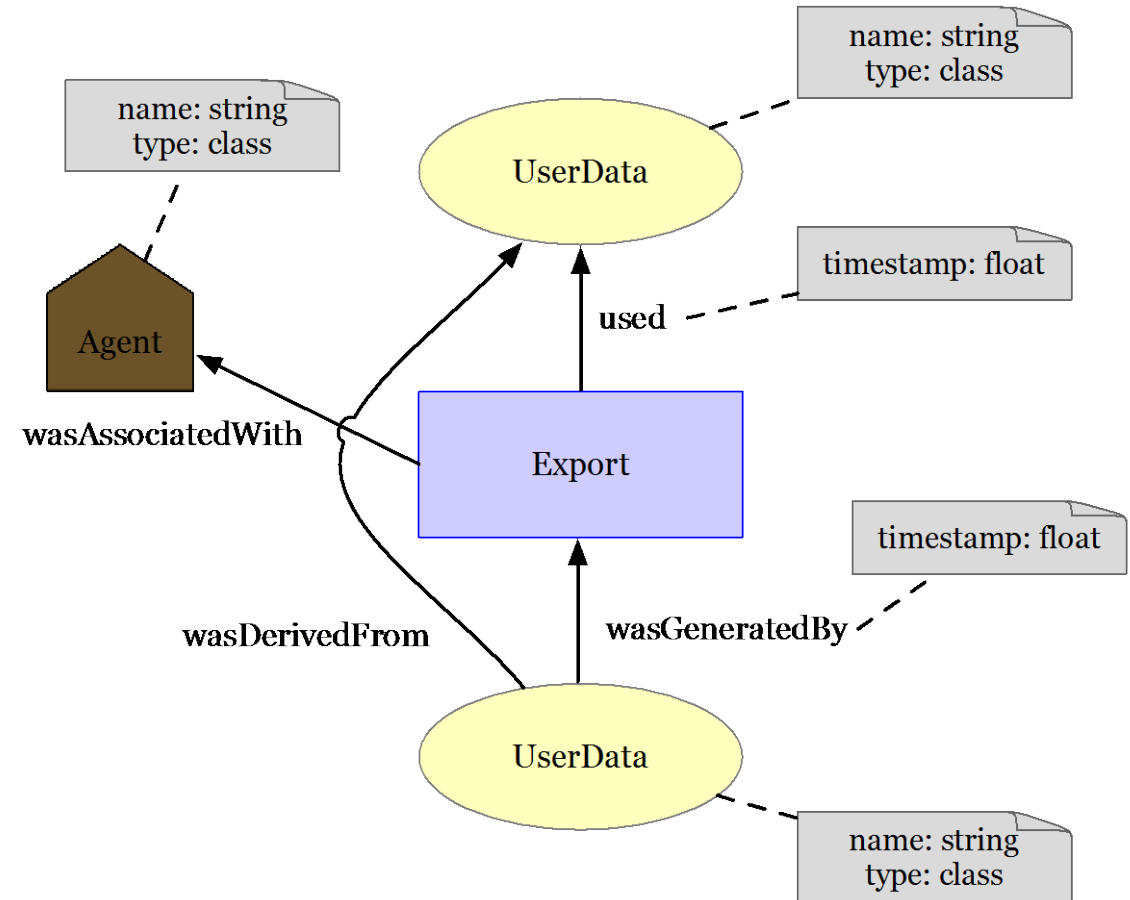 name: string
type: class
name: string
type: class
UserData
timestamp: float
used
Agent
wasAssociatedWith
Export
timestamp: float
wasDerivedFrom
wasGeneratedBy
UserData
name: string
type: class